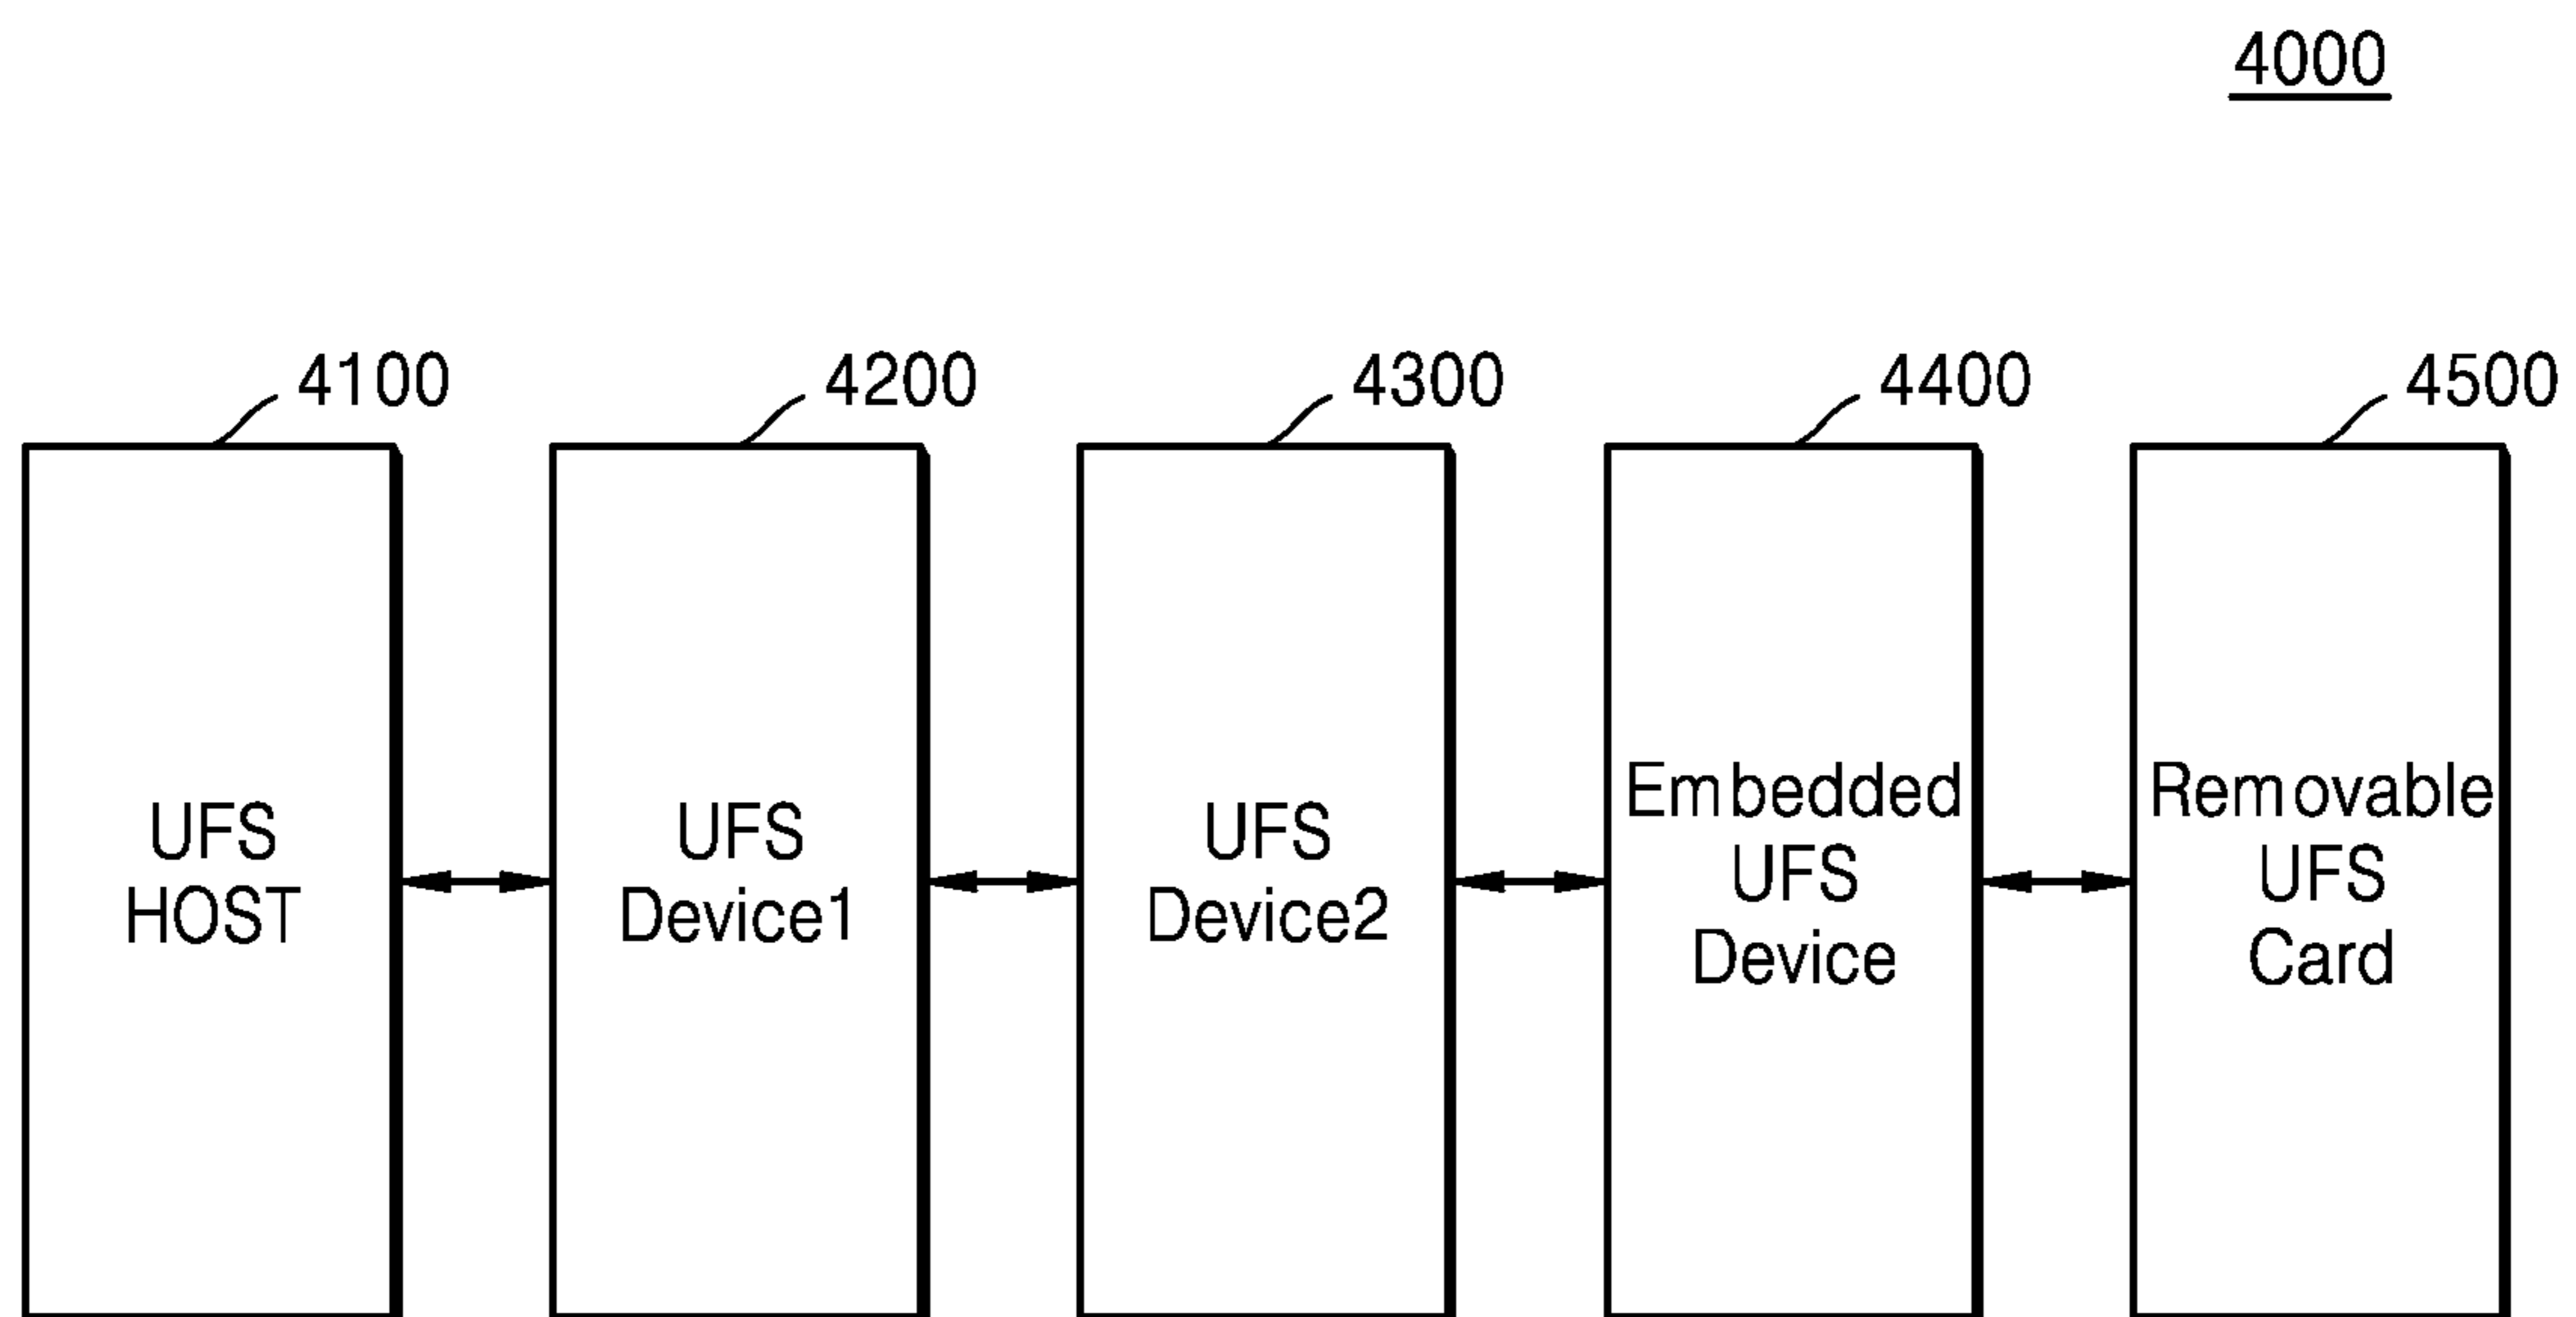 4000
4100
4200
4300
4400
4500
UFS
HOST
UFS
Device1
UFS
Device2
Embedded
UFS
Device
Removable
UFS
Card